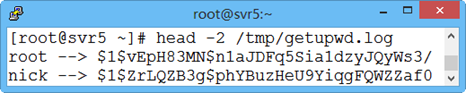 root@svr5:~
[root@svr5 ~]# head -2 /tmp/getupwd.log
root --> $1$vEpH83MN$n1aJDFq5Sia1dzyJQyWs3/
nick --> $1$ZrLQZB3g$phYBuzHeU9YiqgFQWZZaf0